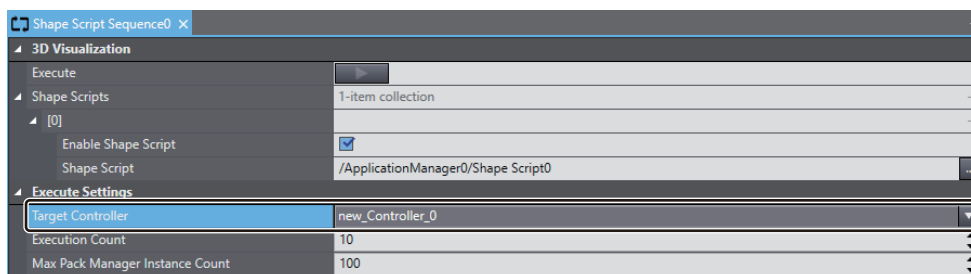 Shape Script Sequence0 ×
3D Visualization
Execute
Shape Scripts 1-item collection
[0]
Enable Shape Script
Shape Script /ApplicationManager0/Shape Script0 ...
Execute Settings
Target Controller new_Controller_0
Execution Count 10
Max Pack Manager Instance Count 100